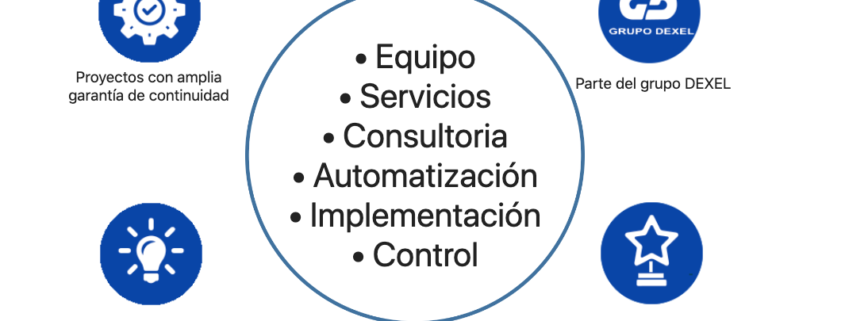 GRUPO DEXEL
Proyectos con amplia
garantía de continuidad
Parte del grupo DEXEL
• Equipo
• Servicios
• Consultoria
• Automatización
• Implementación
• Control